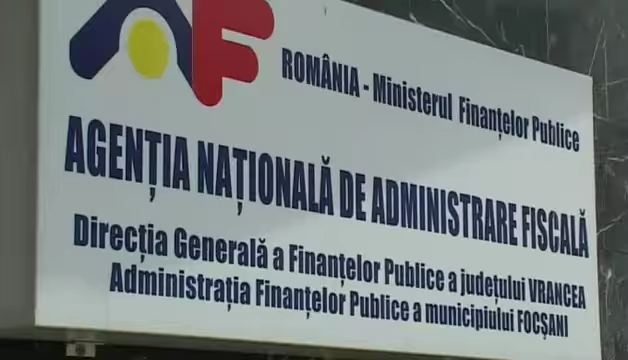 ROMÂNIA - Ministerul Finanțelor Publice
AGENȚIA NAȚIONALĂ DE ADMINISTRARE FISCALĂ
Direcția Generală a Finanțelor Publice a județului VRANCEA
Administrația Finanțelor Publice a municipiului FOCȘANI